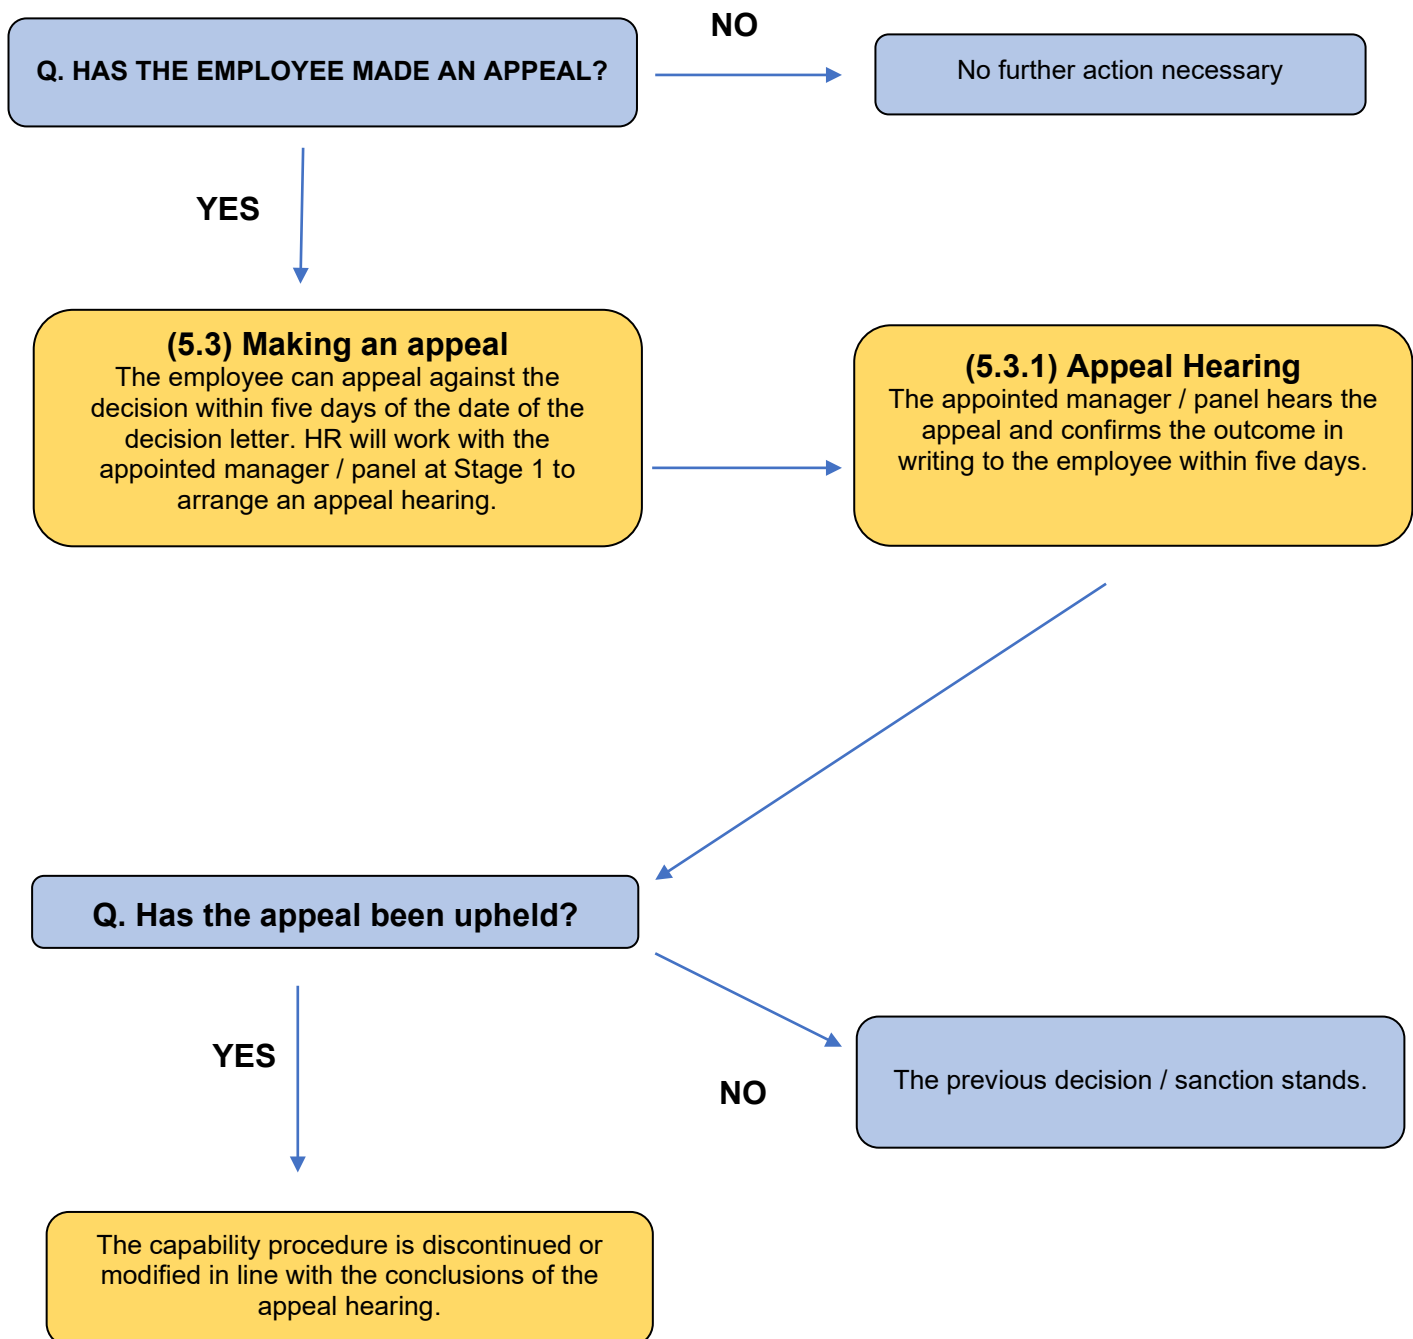 NO
Q. HAS THE EMPLOYEE MADE AN APPEAL?
No further action necessary
YES
(5.3) Making an appeal
The employee can appeal against the
decision within five days of the date of the
decision letter. HR will work with the
appointed manager / panel at Stage 1 to
arrange an appeal hearing.
(5.3.1) Appeal Hearing
The appointed manager / panel hears the
appeal and confirms the outcome in
writing to the employee within five days.
Q. Has the appeal been upheld?
YES
NO
The previous decision / sanction stands.
The capability procedure is discontinued or
modified in line with the conclusions of the
appeal hearing.